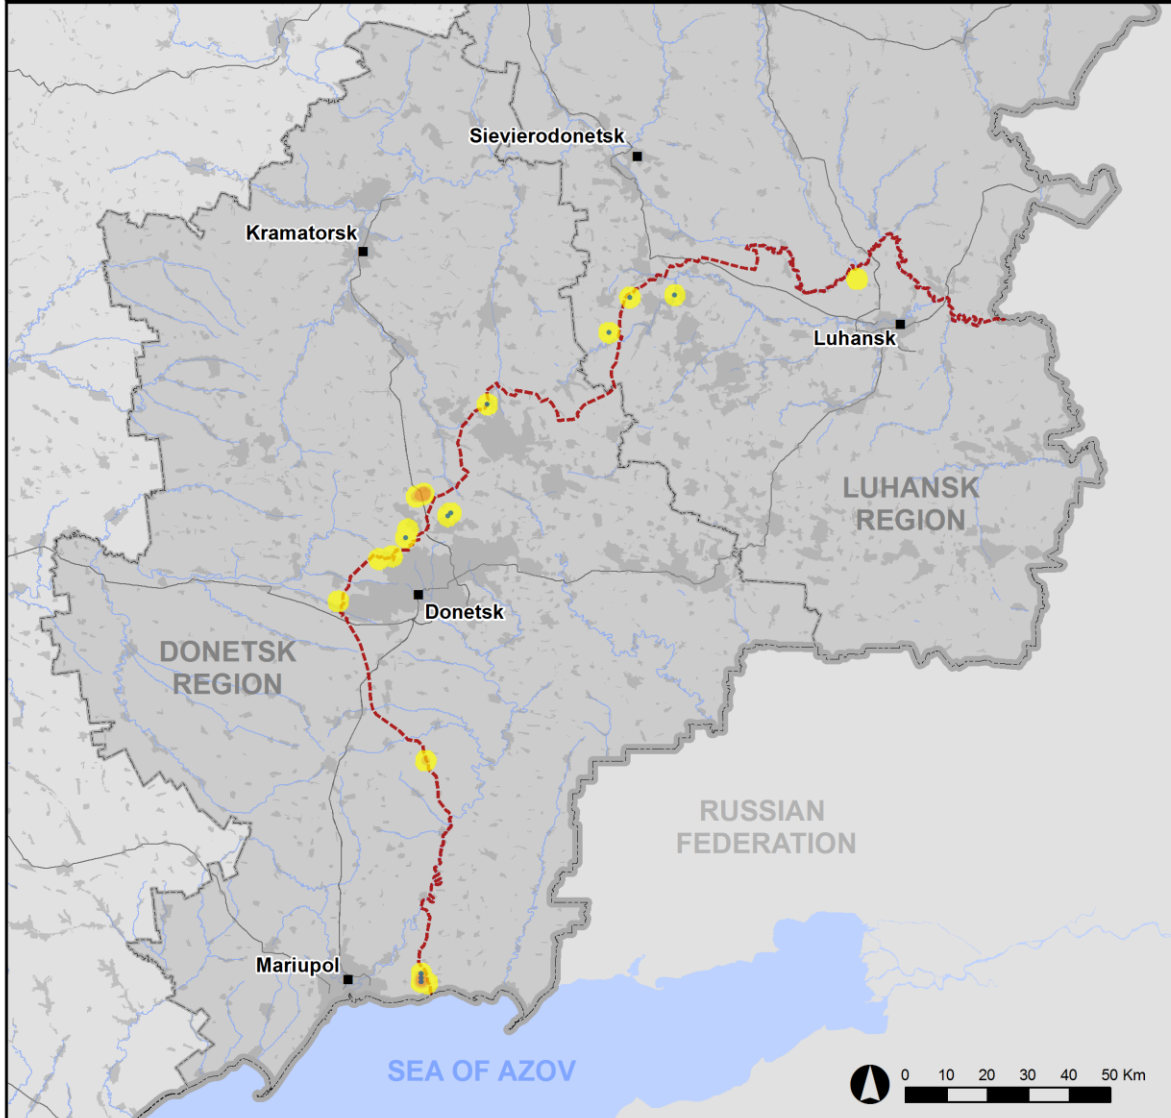 Sievierodonetsk
Kramatorsk
Luhansk
LUHANSK
REGION
Donetsk
DONETSK
REGION
RUSSIAN
FEDERATION
Mariupol
SEA OF AZOV
0 10 20 30 40 50 Km